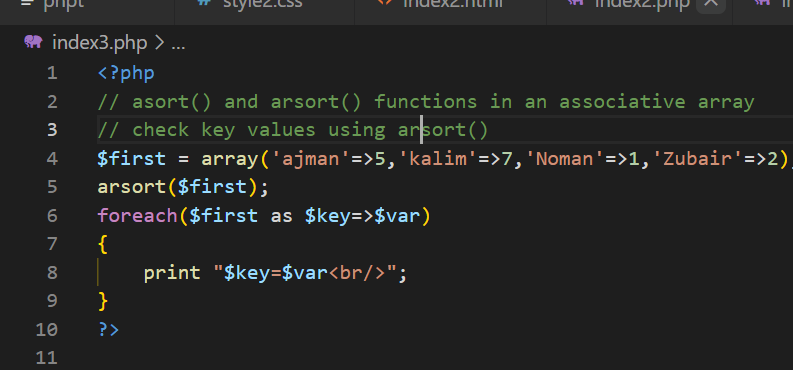 phpt style2.css index2.html index2.php
index3.php > ...
1 <?php
2 // asort() and arsort() functions in an associative array
3 // check key values using arsort()
4 $first = array('ajman'=>5,'kalim'=>7,'Noman'=>1,'Zubair'=>2);
5 arsort($first);
6 foreach($first as $key=>$var)
7 {
8 print "$key=$var<br/>";
9 }
10 ?>
11